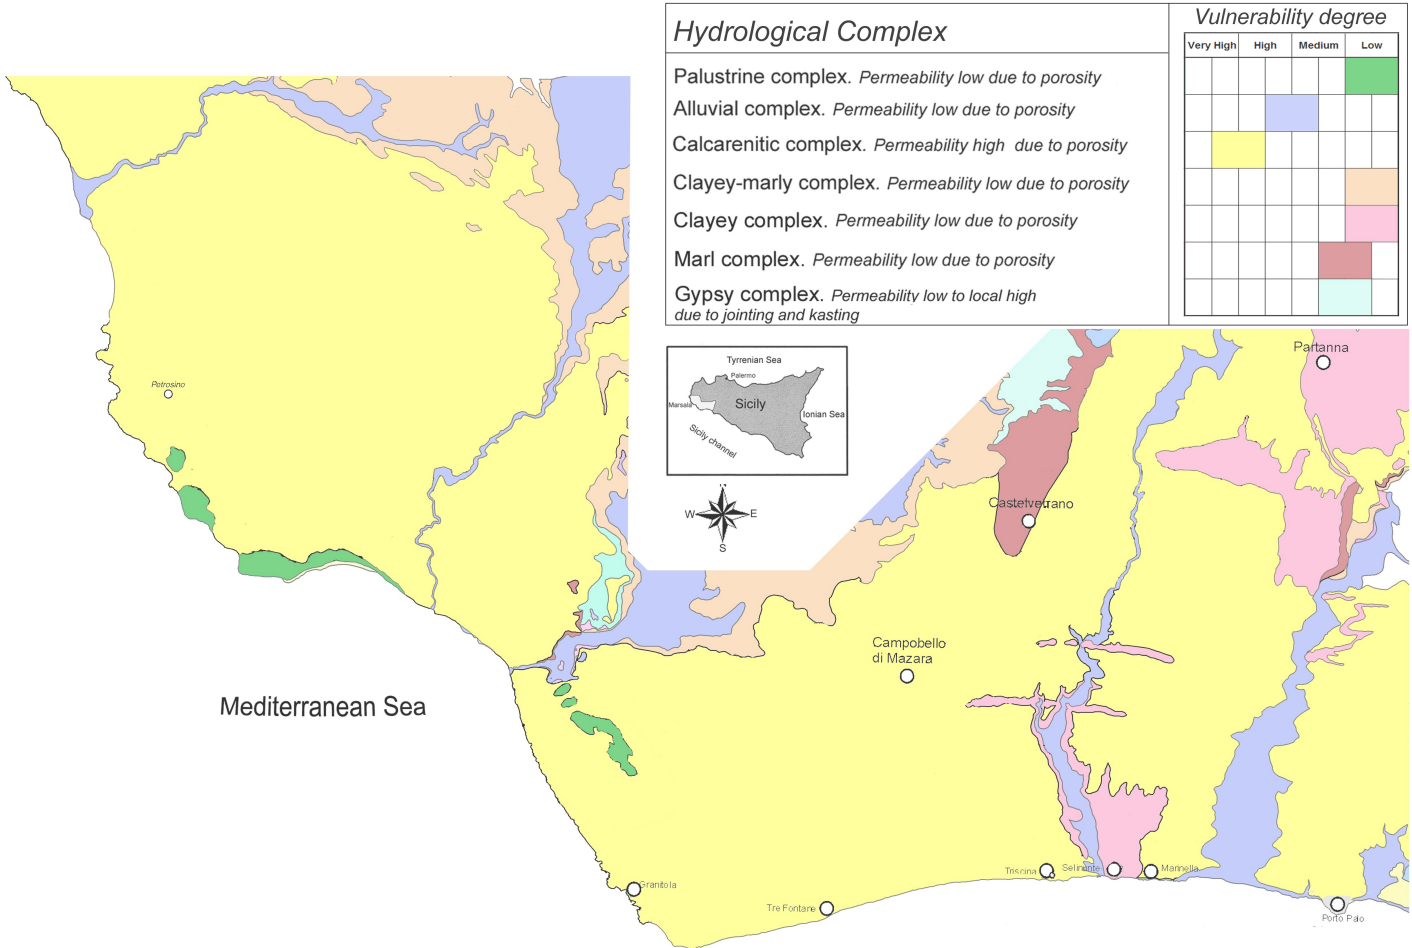 Hydrological Complex
Vulnerability degree
Very High High Medium Low
Palustrine complex. Permeability low due to porosity
Alluvial complex. Permeability low due to porosity
Calcarenitic complex. Permeability high due to porosity
Clayey-marly complex. Permeability low due to porosity
Clayey complex. Permeability low due to porosity
Marl complex. Permeability low due to porosity
Gypsy complex. Permeability low to local high
due to jointing and kasting
Tyrrenian Sea
Palermo
Marsala
Sicily
Ionian Sea
Sicily channel
W
E
S
Partanna
Petrosino
Castelvetrano
Campobello
di Mazara
Mediterranean Sea
Granitola
Tre Fontane
Triscina
Selinunte
Marinella
Porto Palo